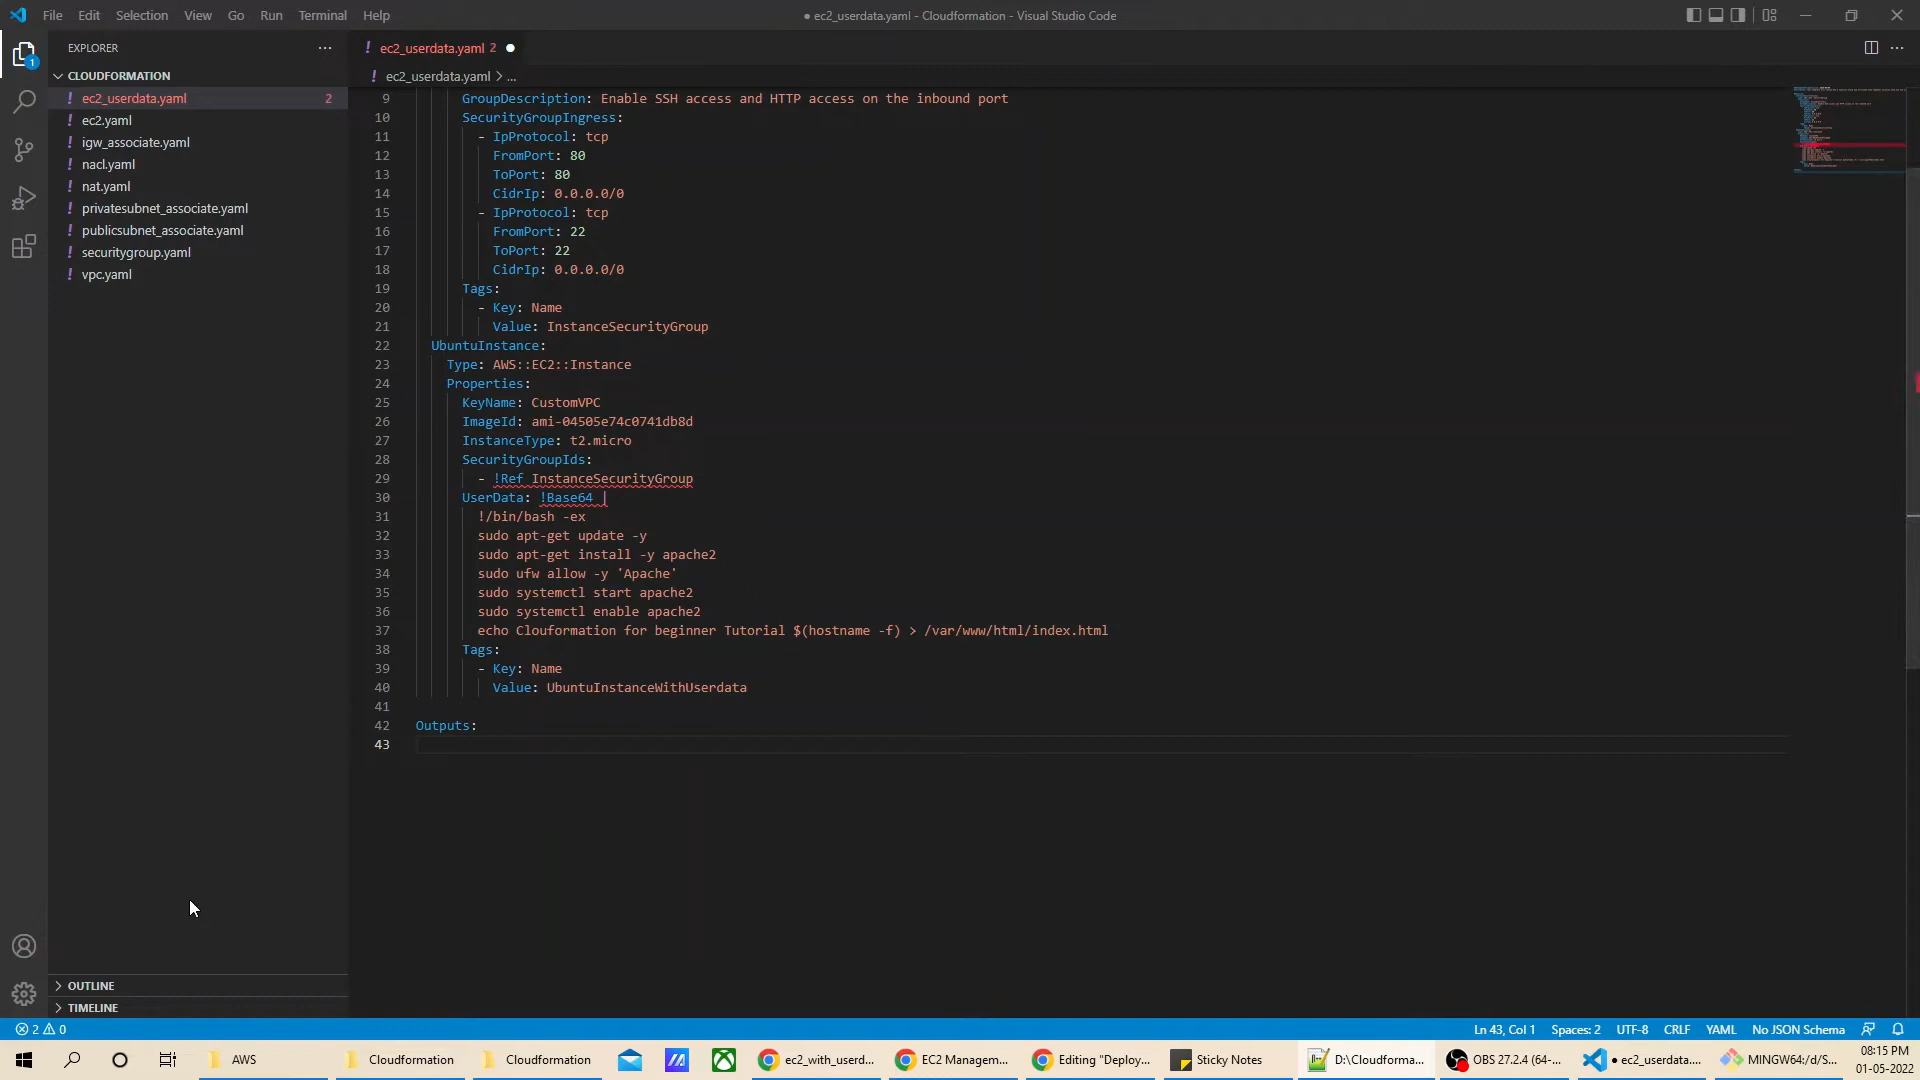 File Edit Selection View Go Run Terminal Help
● ec2_userdata.yaml - Cloudformation - Visual Studio Code
EXPLORER
CLOUDFORMATION
! ec2_userdata.yaml 2
! ec2.yaml
! igw_associate.yaml
! nacl.yaml
! nat.yaml
! privatesubnet_associate.yaml
! publicsubnet_associate.yaml
! securitygroup.yaml
! vpc.yaml
OUTLINE
TIMELINE
1
! ec2_userdata.yaml 2 ●
! ec2_userdata.yaml > ...
9 GroupDescription: Enable SSH access and HTTP access on the inbound port
10 SecurityGroupIngress:
11 - IpProtocol: tcp
12 FromPort: 80
13 ToPort: 80
14 CidrIp: 0.0.0.0/0
15 - IpProtocol: tcp
16 FromPort: 22
17 ToPort: 22
18 CidrIp: 0.0.0.0/0
19 Tags:
20 - Key: Name
21 Value: InstanceSecurityGroup
22 UbuntuInstance:
23 Type: AWS::EC2::Instance
24 Properties:
25 KeyName: CustomVPC
26 ImageId: ami-04505e74c0741db8d
27 InstanceType: t2.micro
28 SecurityGroupIds:
29 - !Ref InstanceSecurityGroup
30 UserData: !Base64 |
31 !/bin/bash -ex
32 sudo apt-get update -y
33 sudo apt-get install -y apache2
34 sudo ufw allow -y 'Apache'
35 sudo systemctl start apache2
36 sudo systemctl enable apache2
37 echo Clouformation for beginner Tutorial $(hostname -f) > /var/www/html/index.html
38 Tags:
39 - Key: Name
40 Value: UbuntuInstanceWithUserdata
41
42 Outputs:
43
2 0
Ln 43, Col 1 Spaces: 2 UTF-8 CRLF YAML No JSON Schema
AWS
Cloudformation
Cloudformation
ec2_with_userd...
EC2 Managem...
Editing "Deploy...
Sticky Notes
D:\Cloudforma...
OBS 27.2.4 (64-...
● ec2_userdata....
MINGW64:/d/S...
08:15 PM
01-05-2022